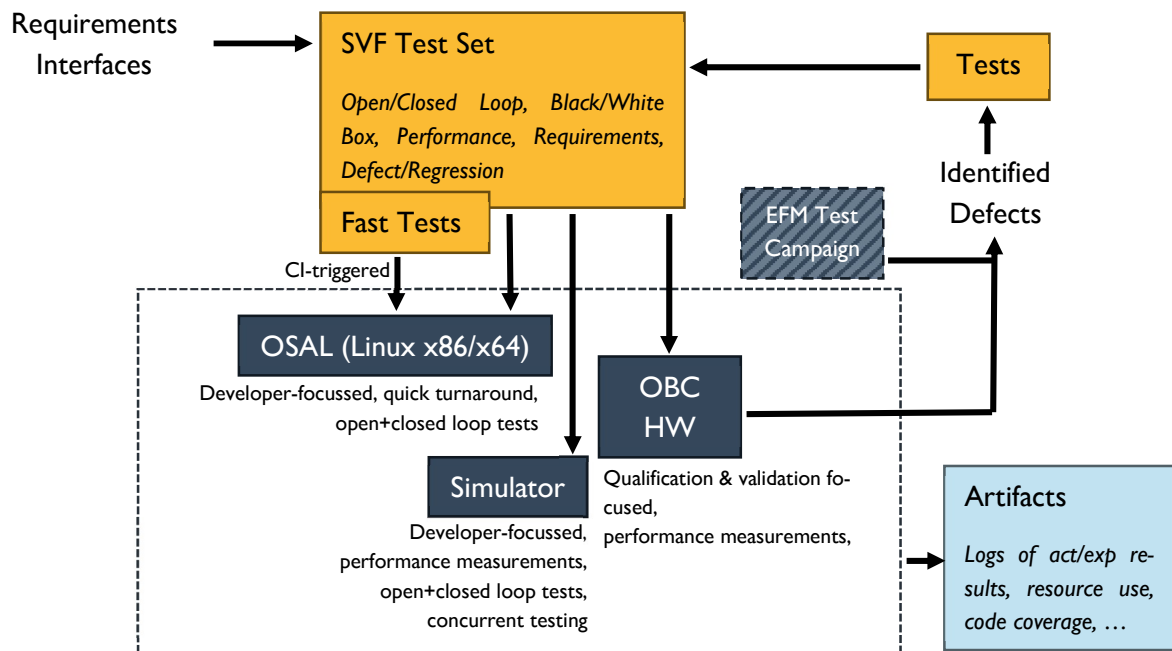 Requirements
Interfaces
SVF Test Set
Open/Closed Loop, Black/White
Box, Performance, Requirements,
Defect/Regression
Fast Tests
Tests
Identified
Defects
EFM Test
Campaign
CI-triggered
OSAL (Linux x86/x64)
Developer-focussed, quick turnaround,
open+closed loop tests
OBC
HW
Qualification & validation fo-
cused,
performance measurements,
Simulator
Developer-focussed,
performance measurements,
open+closed loop tests,
concurrent testing
Artifacts
Logs of act/exp re-
sults, resource use,
code coverage, …